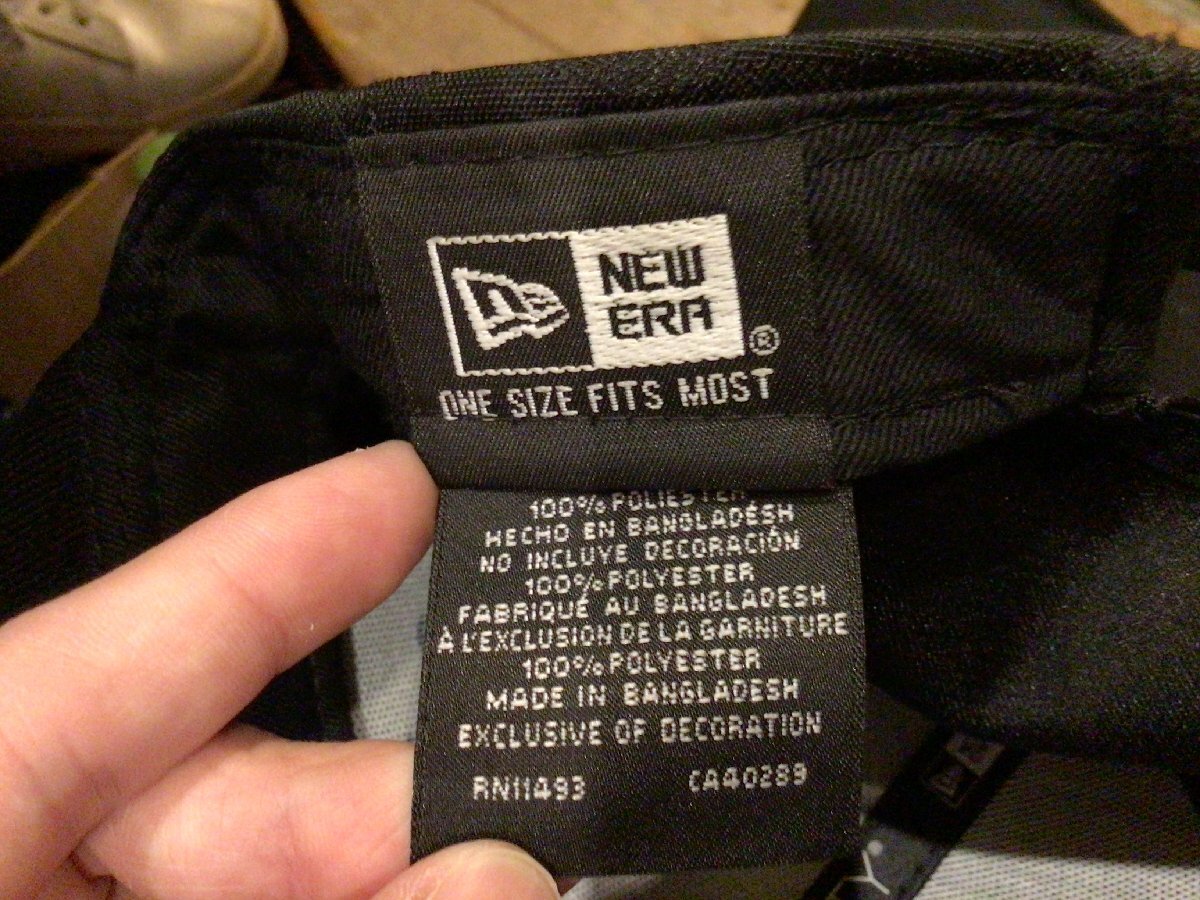 NEW
ERA
®
ONE SIZE FITS MOST
100% POLIESTER
HECHO EN BANGLADÉSH
NO INCLUYE DECORACIÓN
100% POLYESTER
FABRIQUÉ AU BANGLADESH
À L'EXCLUSION DE LA GARNITURE
100% POLYESTER
MADE IN BANGLADESH
EXCLUSIVE OF DECORATION
RN11493 CA40289